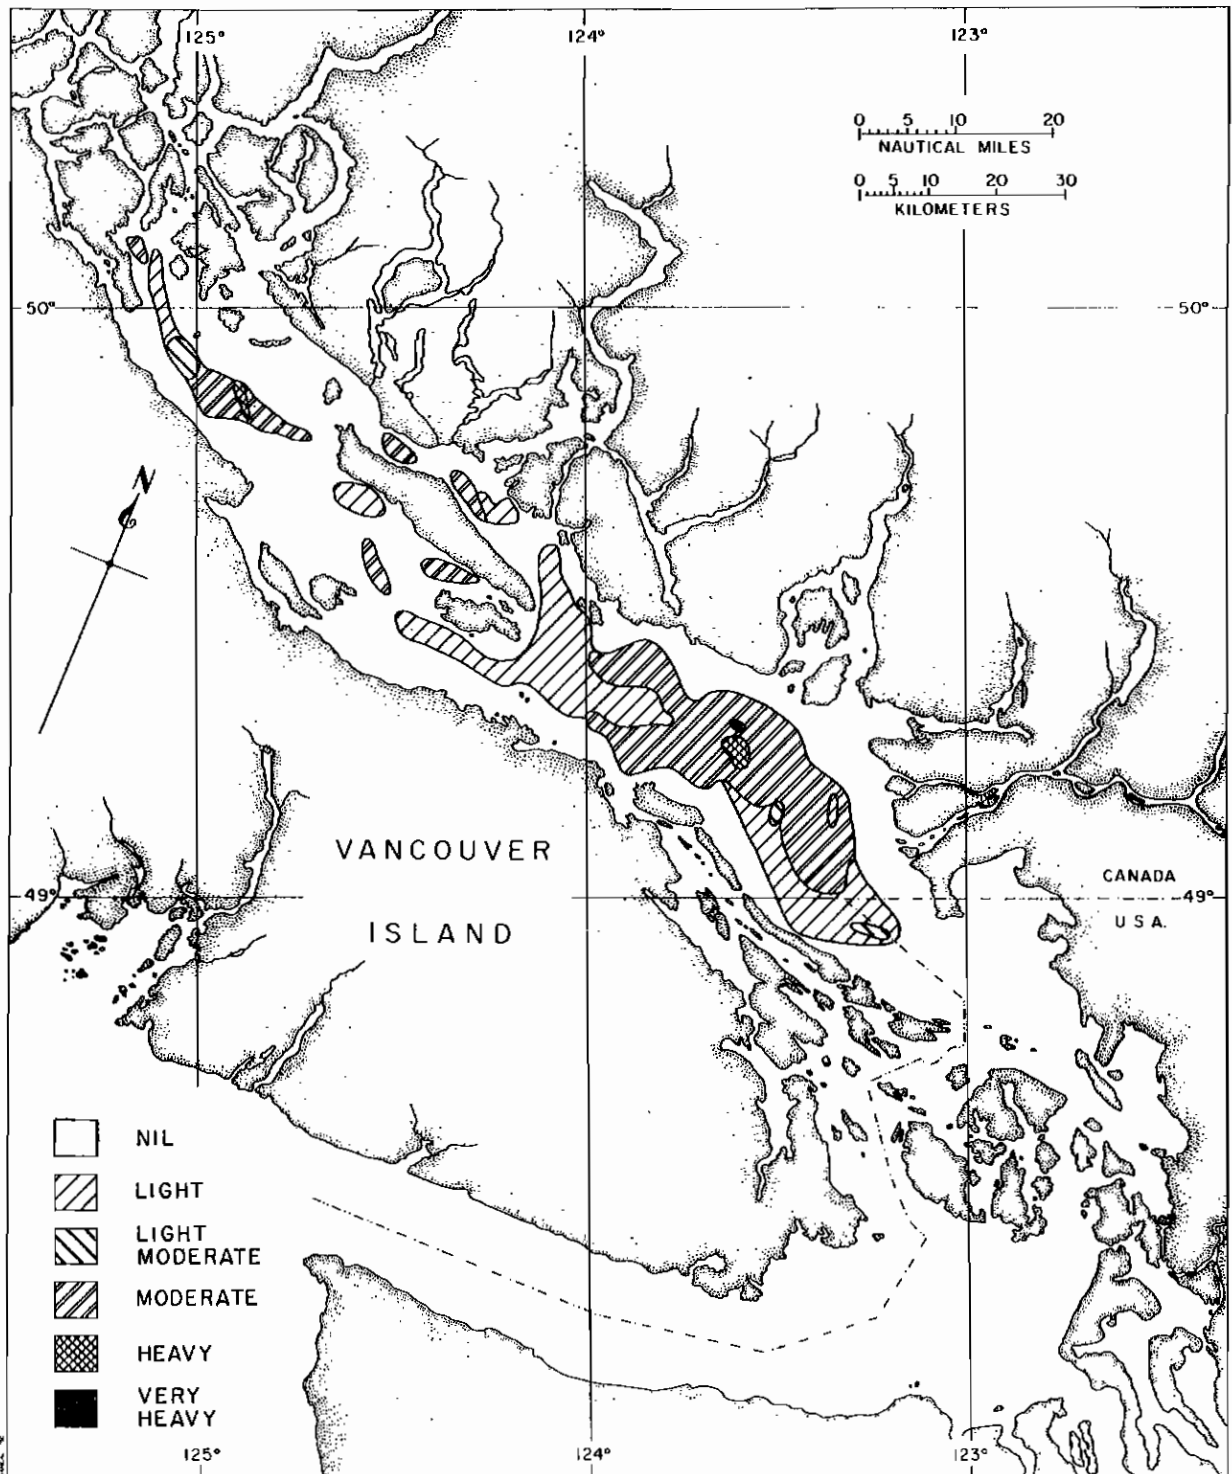 125° 124° 123°
0 5 10 20
NAUTICAL MILES
0 5 10 20 30
KILOMETERS
50° 50°
N
VANCOUVER
ISLAND
CANADA
49° 49°
U S A.
NIL
LIGHT
LIGHT
MODERATE
MODERATE
HEAVY
VERY
HEAVY
125° 124° 123°